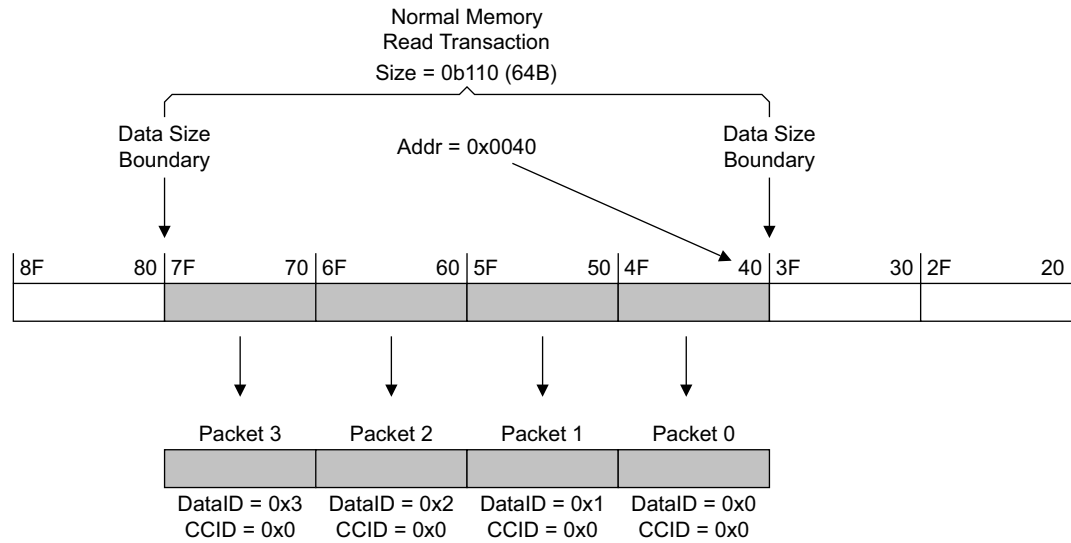 Normal Memory
Read Transaction
Size = 0b110 (64B)
Data Size
Boundary
Addr = 0x0040
Data Size
Boundary
8F 80 7F 70 6F 60 5F 50 4F 40 3F 30 2F 20
Packet 3 Packet 2 Packet 1 Packet 0
DataID = 0x3 DataID = 0x2 DataID = 0x1 DataID = 0x0
CCID = 0x0 CCID = 0x0 CCID = 0x0 CCID = 0x0